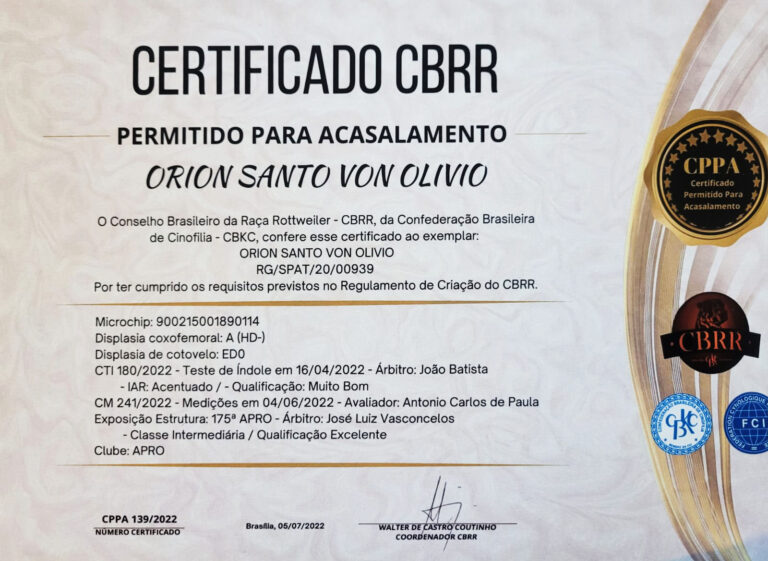 CERTIFICADO CBRR
PERMITIDO PARA ACASALAMENTO
ORION SANTO VON OLIVIO
O Conselho Brasileiro da Raça Rottweiler - CBRR, da Confederação Brasileira
de Cinofilia - CBKC, confere esse certificado ao exemplar:
ORION SANTO VON OLIVIO
RG/SPAT/20/00939
Por ter cumprido os requisitos previstos no Regulamento de Criação do CBRR.
Microchip: 900215001890114
Displasia coxofemoral: A (HD-)
Displasia de cotovelo: ED0
CTI 180/2022 - Teste de Índole em 16/04/2022 - Árbitro: João Batista
- IAR: Acentuado / - Qualificação: Muito Bom
CM 241/2022 - Medições em 04/06/2022 - Avaliador: Antonio Carlos de Paula
Exposição Estrutura: 175ª APRO - Árbitro: José Luiz Vasconcelos
- Classe Intermediária / Qualificação Excelente
Clube: APRO
CPPA 139/2022
NÚMERO CERTIFICADO
Brasília, 05/07/2022
WALTER DE CASTRO COUTINHO
COORDENADOR CBRR
CPPA
Certificado
Permitido Para
Acasalamento
CBRR
CBKC
FCI